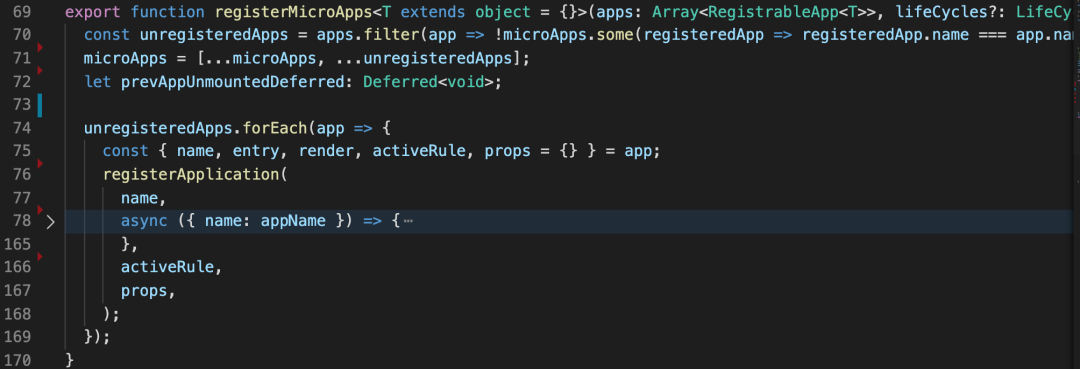 69 export function registerMicroApps<T extends object = {}>(apps: Array<RegistrableApp<T>>, lifeCycles?: LifeCy
70 const unregisteredApps = apps.filter(app => !microApps.some(registeredApp => registeredApp.name === app.na
71 microApps = [...microApps, ...unregisteredApps];
72 let prevAppUnmountedDeferred: Deferred<void>;
73
74 unregisteredApps.forEach(app => {
75 const { name, entry, render, activeRule, props = {} } = app;
76 registerApplication(
77 name,
78 async ({ name: appName }) => {⋯
165 },
166 activeRule,
167 props,
168 );
169 });
170 }